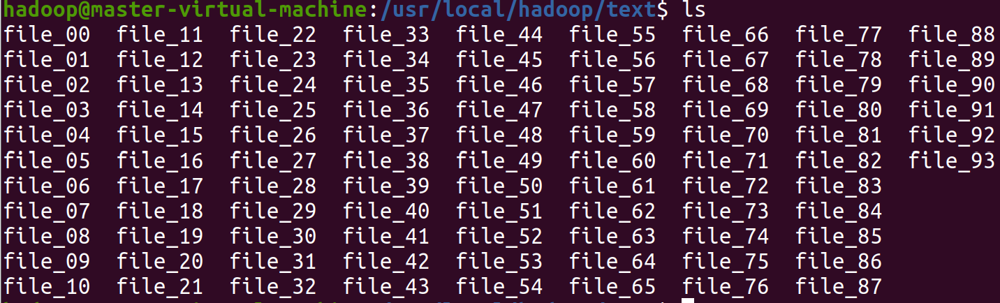 hadoop@master-virtual-machine:/usr/local/hadoop/text$ ls
file_00  file_11  file_22  file_33  file_44  file_55  file_66  file_77  file_88
file_01  file_12  file_23  file_34  file_45  file_56  file_67  file_78  file_89
file_02  file_13  file_24  file_35  file_46  file_57  file_68  file_79  file_90
file_03  file_14  file_25  file_36  file_47  file_58  file_69  file_80  file_91
file_04  file_15  file_26  file_37  file_48  file_59  file_70  file_81  file_92
file_05  file_16  file_27  file_38  file_49  file_60  file_71  file_82  file_93
file_06  file_17  file_28  file_39  file_50  file_61  file_72  file_83
file_07  file_18  file_29  file_40  file_51  file_62  file_73  file_84
file_08  file_19  file_30  file_41  file_52  file_63  file_74  file_85
file_09  file_20  file_31  file_42  file_53  file_64  file_75  file_86
file_10  file_21  file_32  file_43  file_54  file_65  file_76  file_87